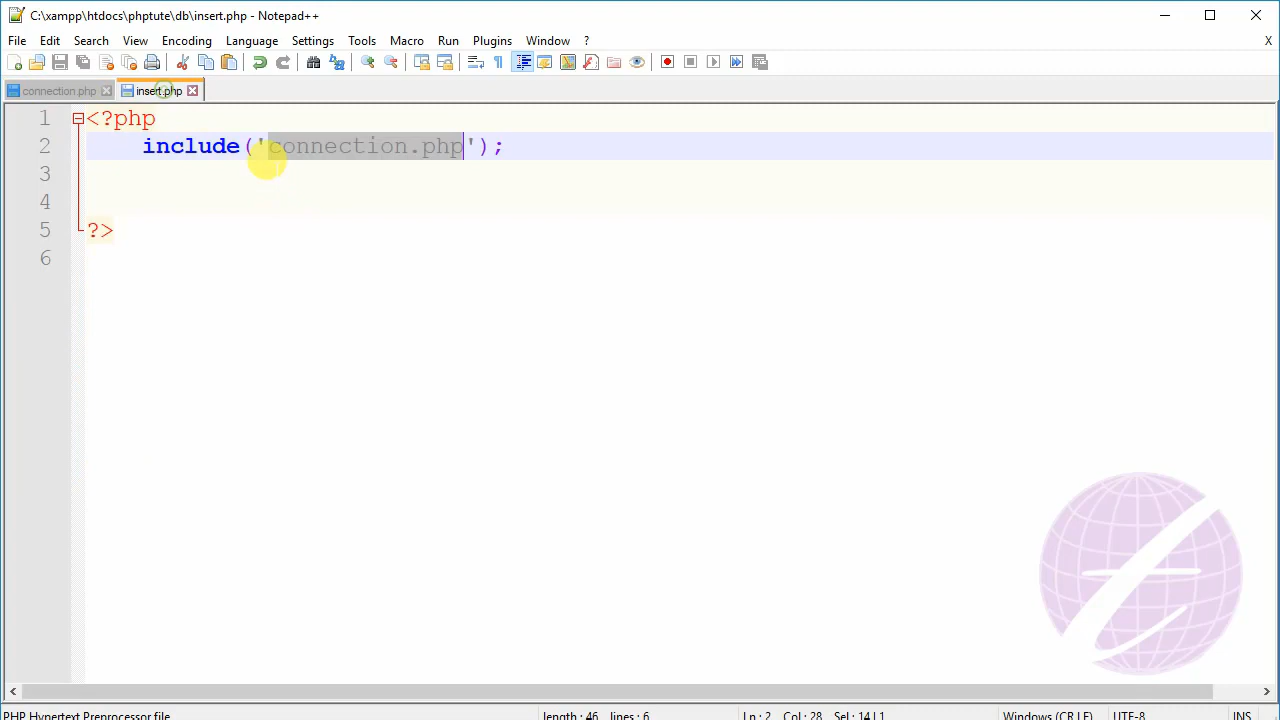 C:\xampp\htdocs\phptute\db\insert.php - Notepad++
File Edit Search View Encoding Language Settings Tools Macro Run Plugins Window ? X
connection.php insert.php
1 <?php
2 include('connection.php');
3
4
5 ?>
6
PHP Hypertext Preprocessor file length : 46 lines : 6 Ln : 2 Col : 28 Sel : 14 | 1 Windows (CR LF) UTF-8 INS